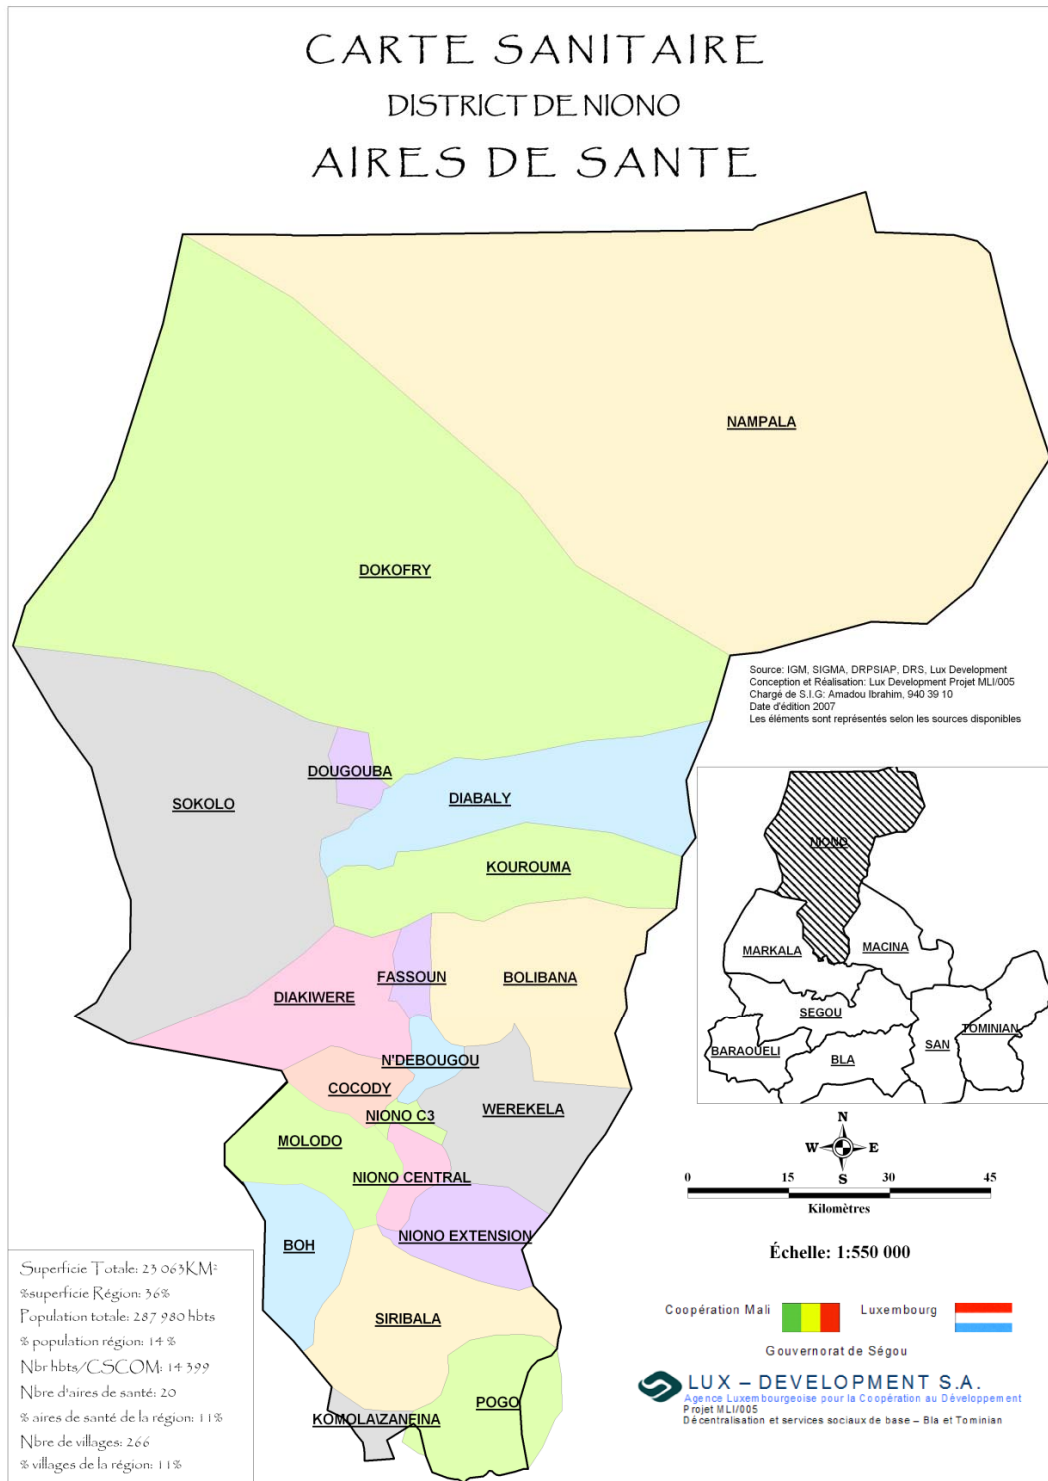 CARTE SANITAIRE
DISTRICT DE NIONO
AIRES DE SANTE
NAMPALA
DOKOFRY
Source: IGM, SIGMA, DRPSIAP, DRS, Lux Development
Conception et Réalisation: Lux Development Projet MLI/005
Chargé de S.I.G: Amadou Ibrahim, 940 39 10
Date d'édition 2007
Les éléments sont représentés selon les sources disponibles
DOUGOUBA
SOKOLO
DIABALY
KOUROUMA
FASSOUN
BOLIBANA
DIAKIWERE
N'DEBOUGOU
COCODY
NIONO C3
WEREKELA
MOLODO
NIONO CENTRAL
NIONO EXTENSION
BOH
SIRIBALA
POGO
KOMOLA\ZANFINA
NIONO
MARKALA
MACINA
SEGOU
TOMINIAN
BARAOUELI
BLA
SAN
N
W E
S
0 15 30 45
Kilomètres
Échelle: 1:550 000
Superficie Totale: 23 063KM²
%superficie Région: 36%
Population totale: 287 980 hbts
% population région: 14 %
Nbr hbts/CSCOM: 14 399
Nbre d'aires de santé: 20
% aires de santé de la région: 11%
Nbre de villages: 266
% villages de la région: 11%
Coopération Mali Luxembourg
Gouvernorat de Ségou
LUX – DEVELOPMENT S.A.
Agence Luxembourgeoise pour la Coopération au Développement
Projet MLI/005
Décentralisation et services sociaux de base – Bla et Tominian